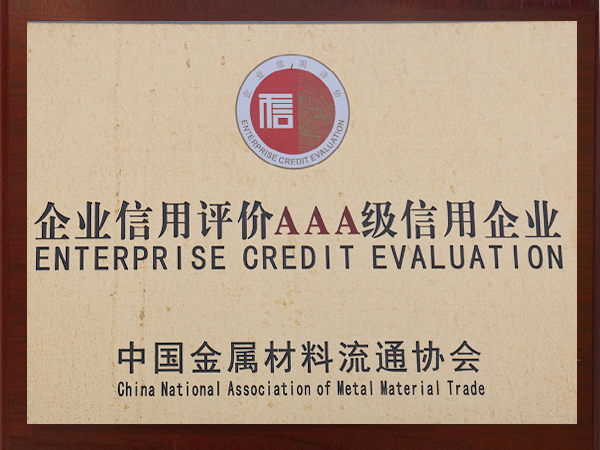 企业信用评价
信
ENTERPRISE CREDIT EVALUATION
企业信用评价AAA级信用企业
ENTERPRISE CREDIT EVALUATION
中国金属材料流通协会
China National Association of Metal Material Trade